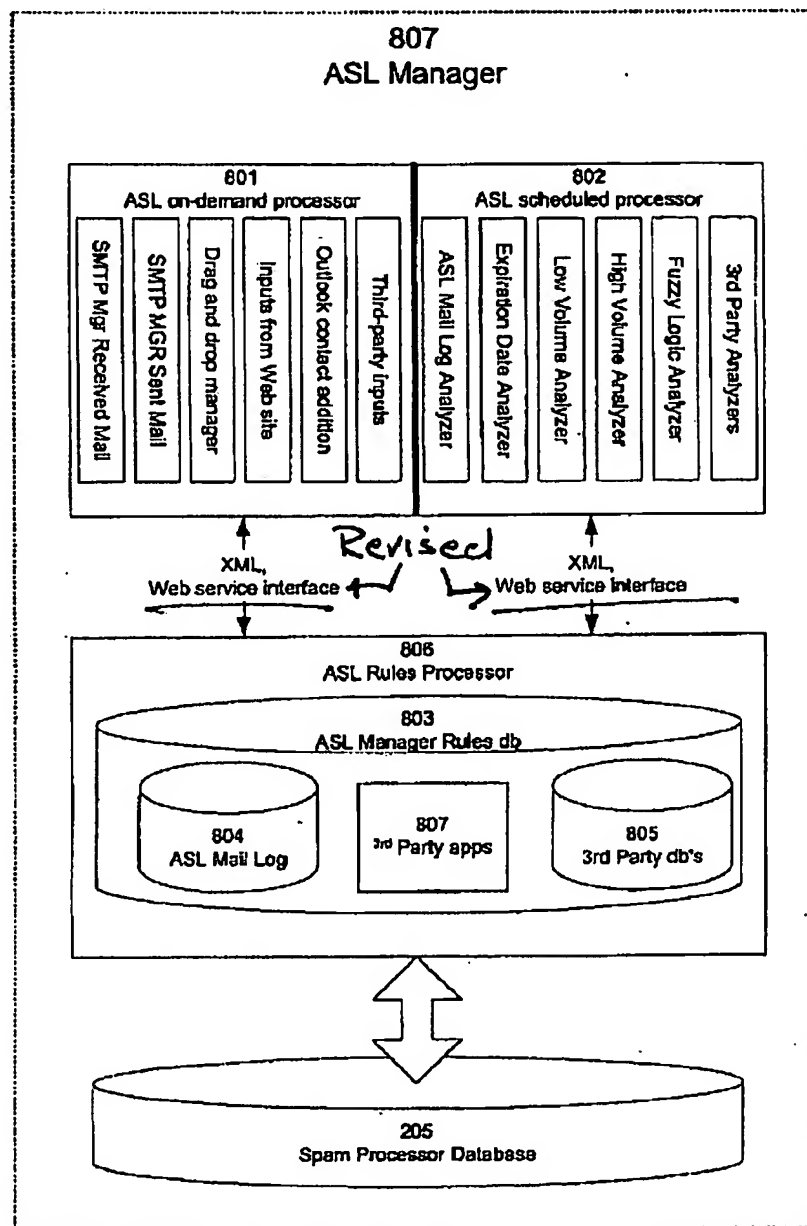 807
ASL Manager
801
ASL on-demand processor
SMTP Mgr Received Mail
SMTP MGR Sent Mail
Drag and drop manager
Inputs from Web site
Outlook contact addition
Third-party inputs
802
ASL scheduled processor
ASL Mail Log Analyzer
Expiration Date Analyzer
Low Volume Analyzer
High Volume Analyzer
Fuzzy Logic Analyzer
3rd Party Analyzers
Revised
XML,
Web service interface
XML,
Web service interface
806
ASL Rules Processor
803
ASL Manager Rules db
804
ASL Mail Log
807
3rd Party apps
805
3rd Party db's
205
Spam Processor Database